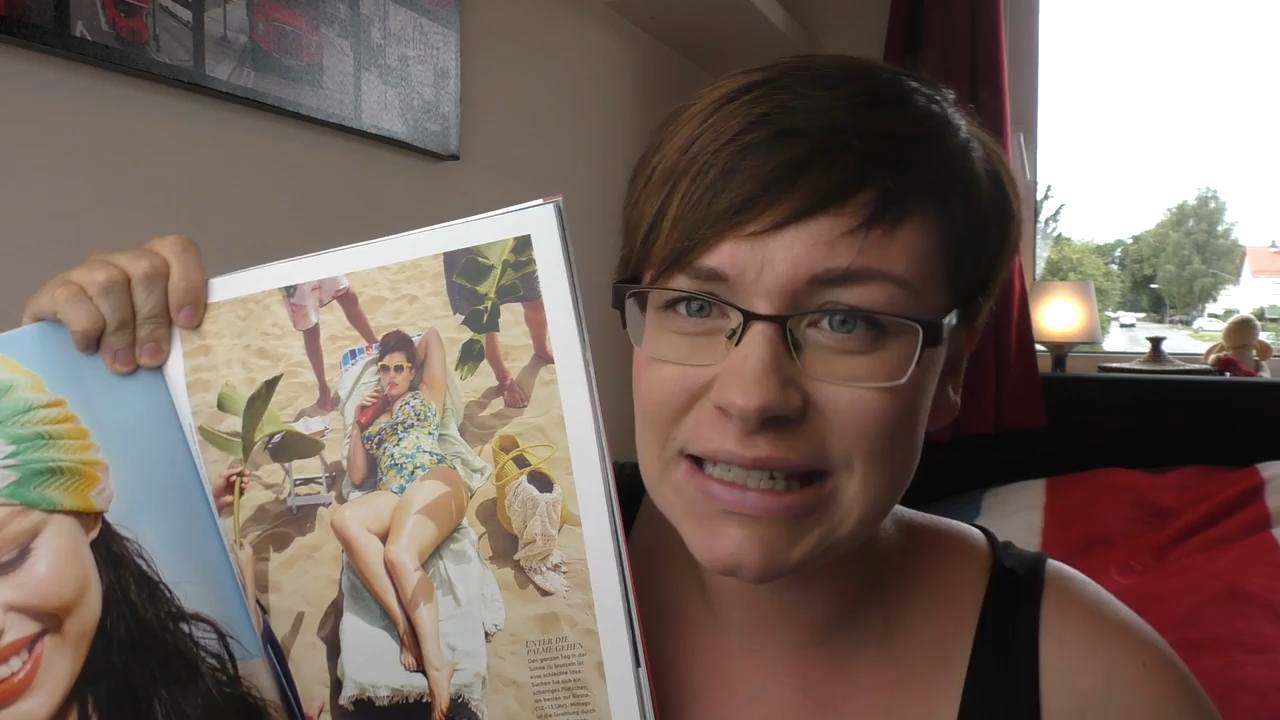 UNTER DIE
PALME GEHEN
Den ganzen Tag in der
Sonne zu brutzeln ist
eine schlechte Idee.
Suchen Sie sich ein
schattiges Plätzchen,
am besten zur Siesta
(12–15 Uhr). Mittags
ist die Strahlung durch